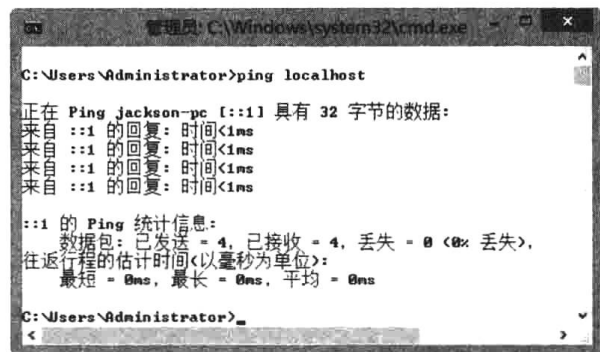 管理员: C:\Windows\system32\cmd.exe
C:\Users\Administrator>ping localhost
正在 Ping jackson-pc [::1] 具有 32 字节的数据:
来自 ::1 的回复: 时间<1ms
来自 ::1 的回复: 时间<1ms
来自 ::1 的回复: 时间<1ms
来自 ::1 的回复: 时间<1ms
::1 的 Ping 统计信息:
数据包: 已发送 = 4, 已接收 = 4, 丢失 = 0 (0% 丢失),
往返行程的估计时间(以毫秒为单位):
最短 = 0ms, 最长 = 0ms, 平均 = 0ms
C:\Users\Administrator>_